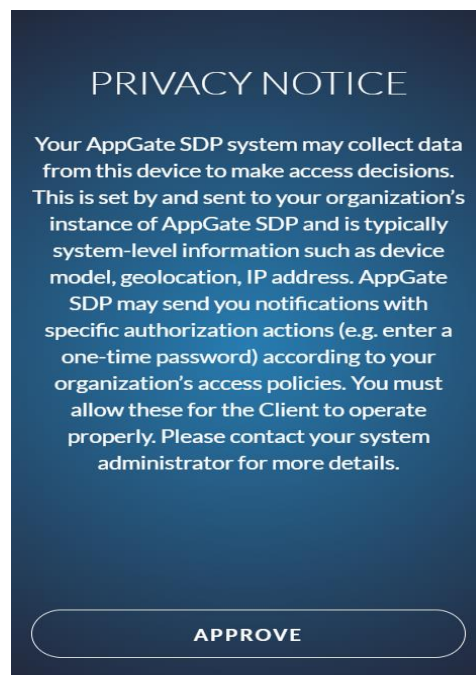 PRIVACY NOTICE
Your AppGate SDP system may collect data
from this device to make access decisions.
This is set by and sent to your organization's
instance of AppGate SDP and is typically
system-level information such as device
model, geolocation, IP address. AppGate
SDP may send you notifications with
specific authorization actions (e.g. enter a
one-time password) according to your
organization's access policies. You must
allow these for the Client to operate
properly. Please contact your system
administrator for more details.
APPROVE